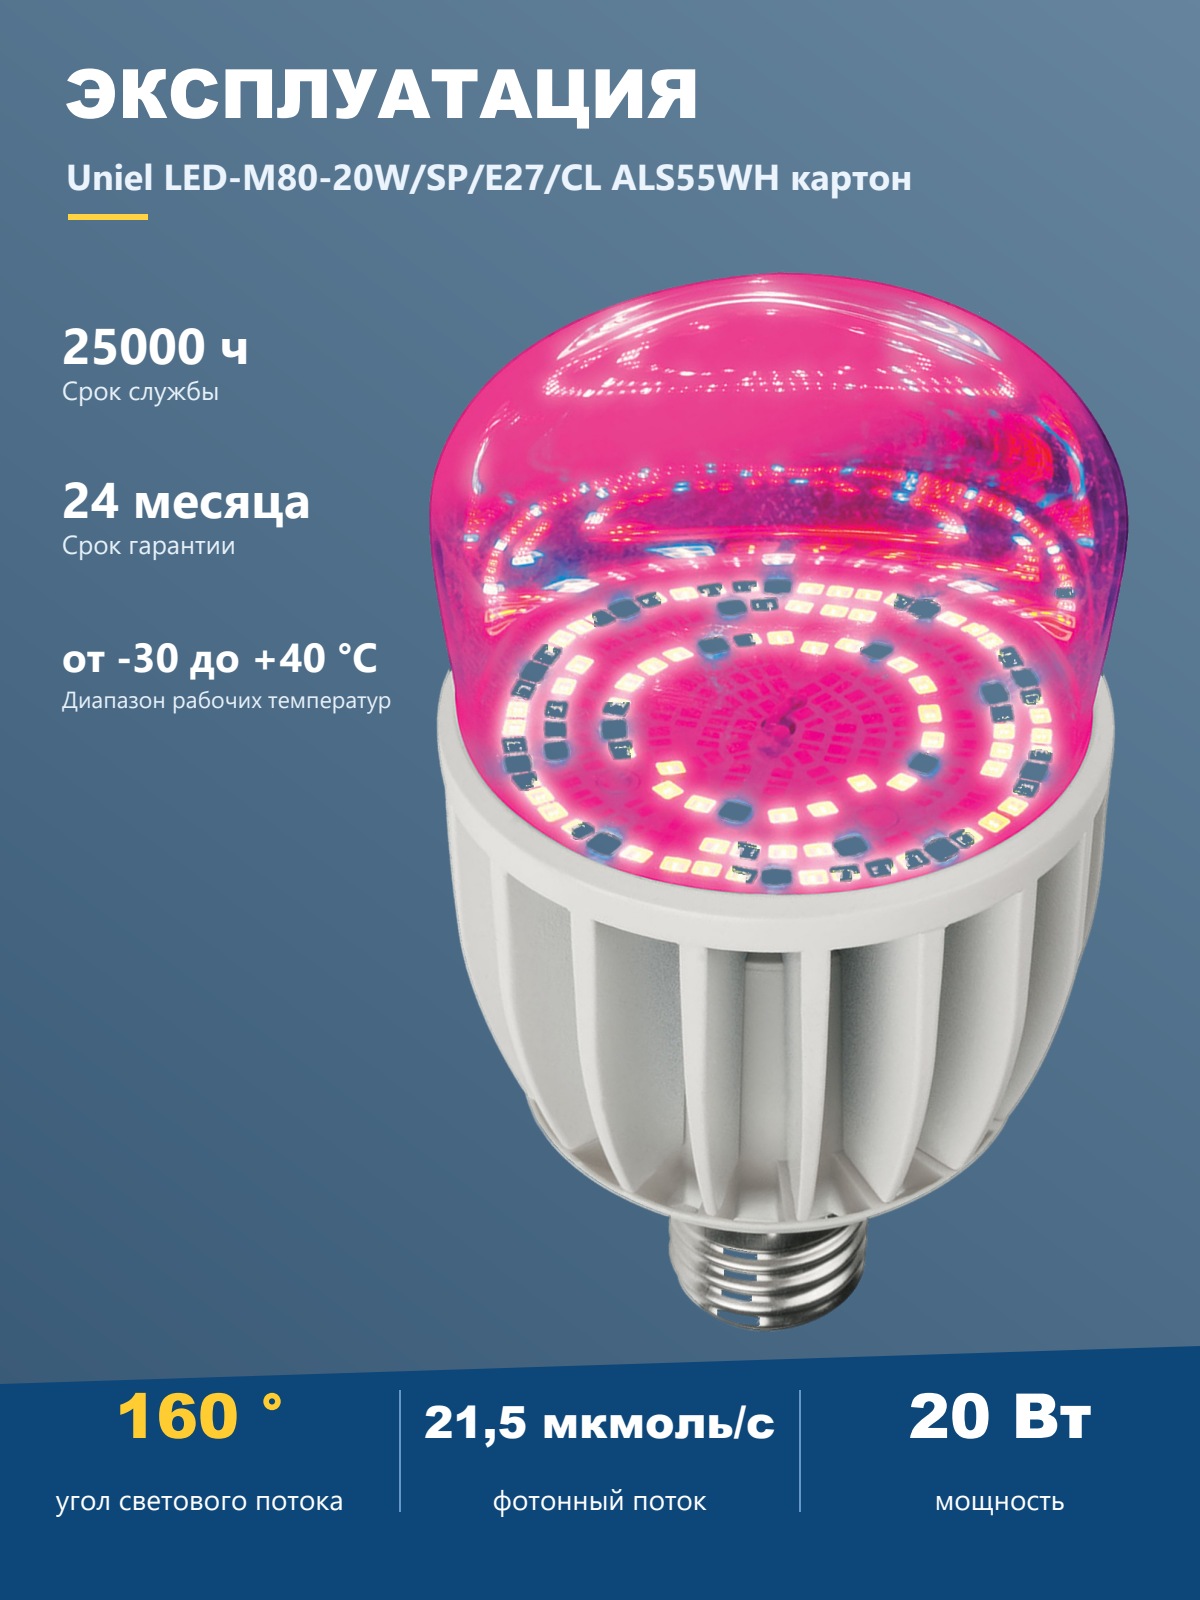 ЭКСПЛУАТАЦИЯ
Uniel LED-M80-20W/SP/E27/CL ALS55WH картон
25000 ч
Срок службы
24 месяца
Срок гарантии
от -30 до +40 °C
Диапазон рабочих температур
160 °
угол светового потока
21,5 мкмоль/с
фотонный поток
20 Вт
мощность